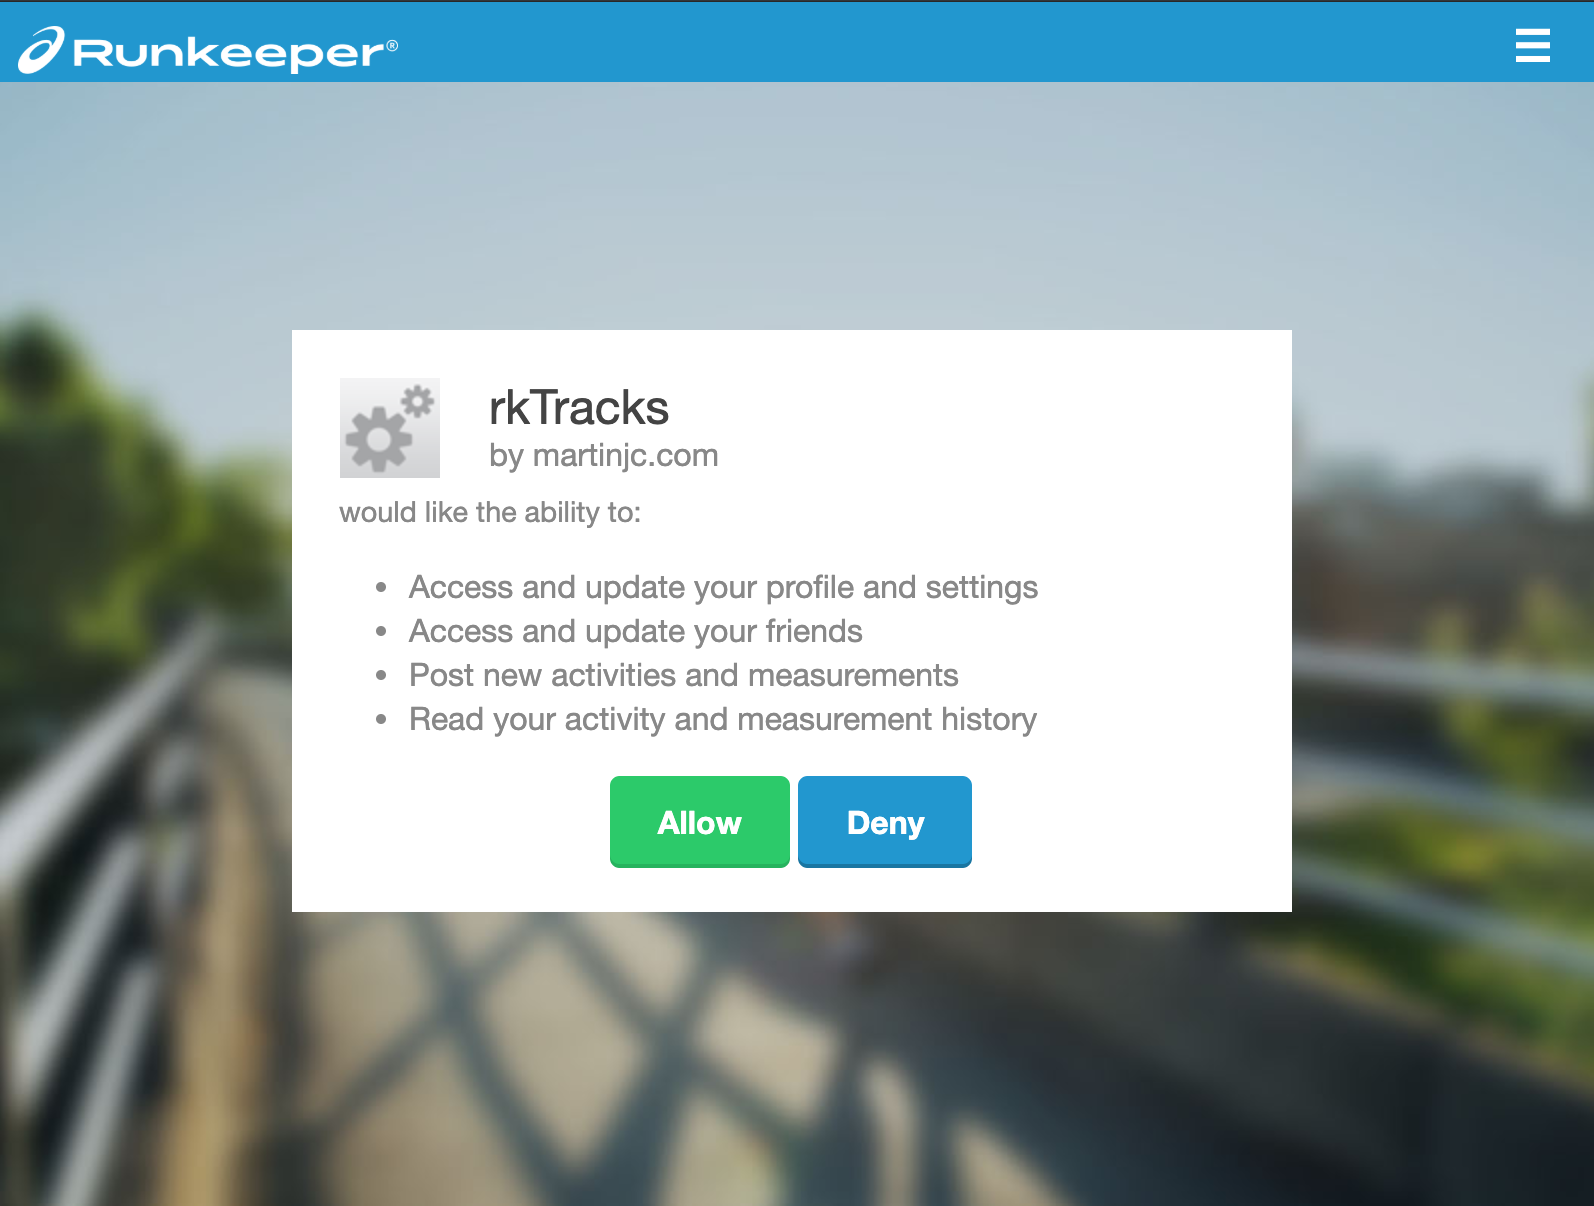 Runkeeper®
rkTracks
by martinjc.com
would like the ability to:
• Access and update your profile and settings
• Access and update your friends
• Post new activities and measurements
• Read your activity and measurement history
Allow Deny